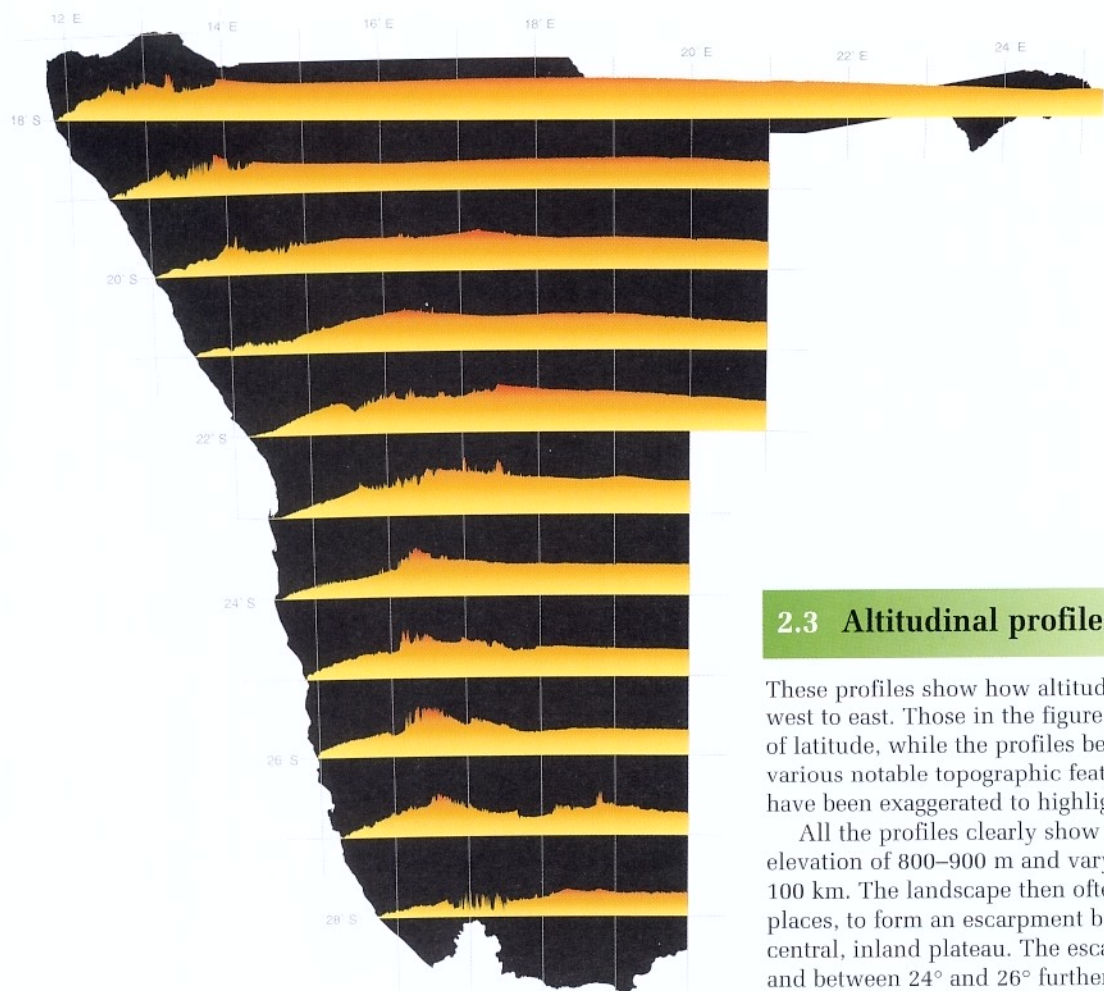 12° E
14° E
16° E
18° E
20° E
22° E
24° E
18° S
20° S
22° S
24° S
26° S
28° S
2.3 Altitudinal profile
These profiles show how altitud
west to east. Those in the figure
of latitude, while the profiles be
various notable topographic feat
have been exaggerated to highlig
All the profiles clearly show
elevation of 800–900 m and vary
100 km. The landscape then ofte
places, to form an escarpment b
central, inland plateau. The esca
and between 24° and 26° further